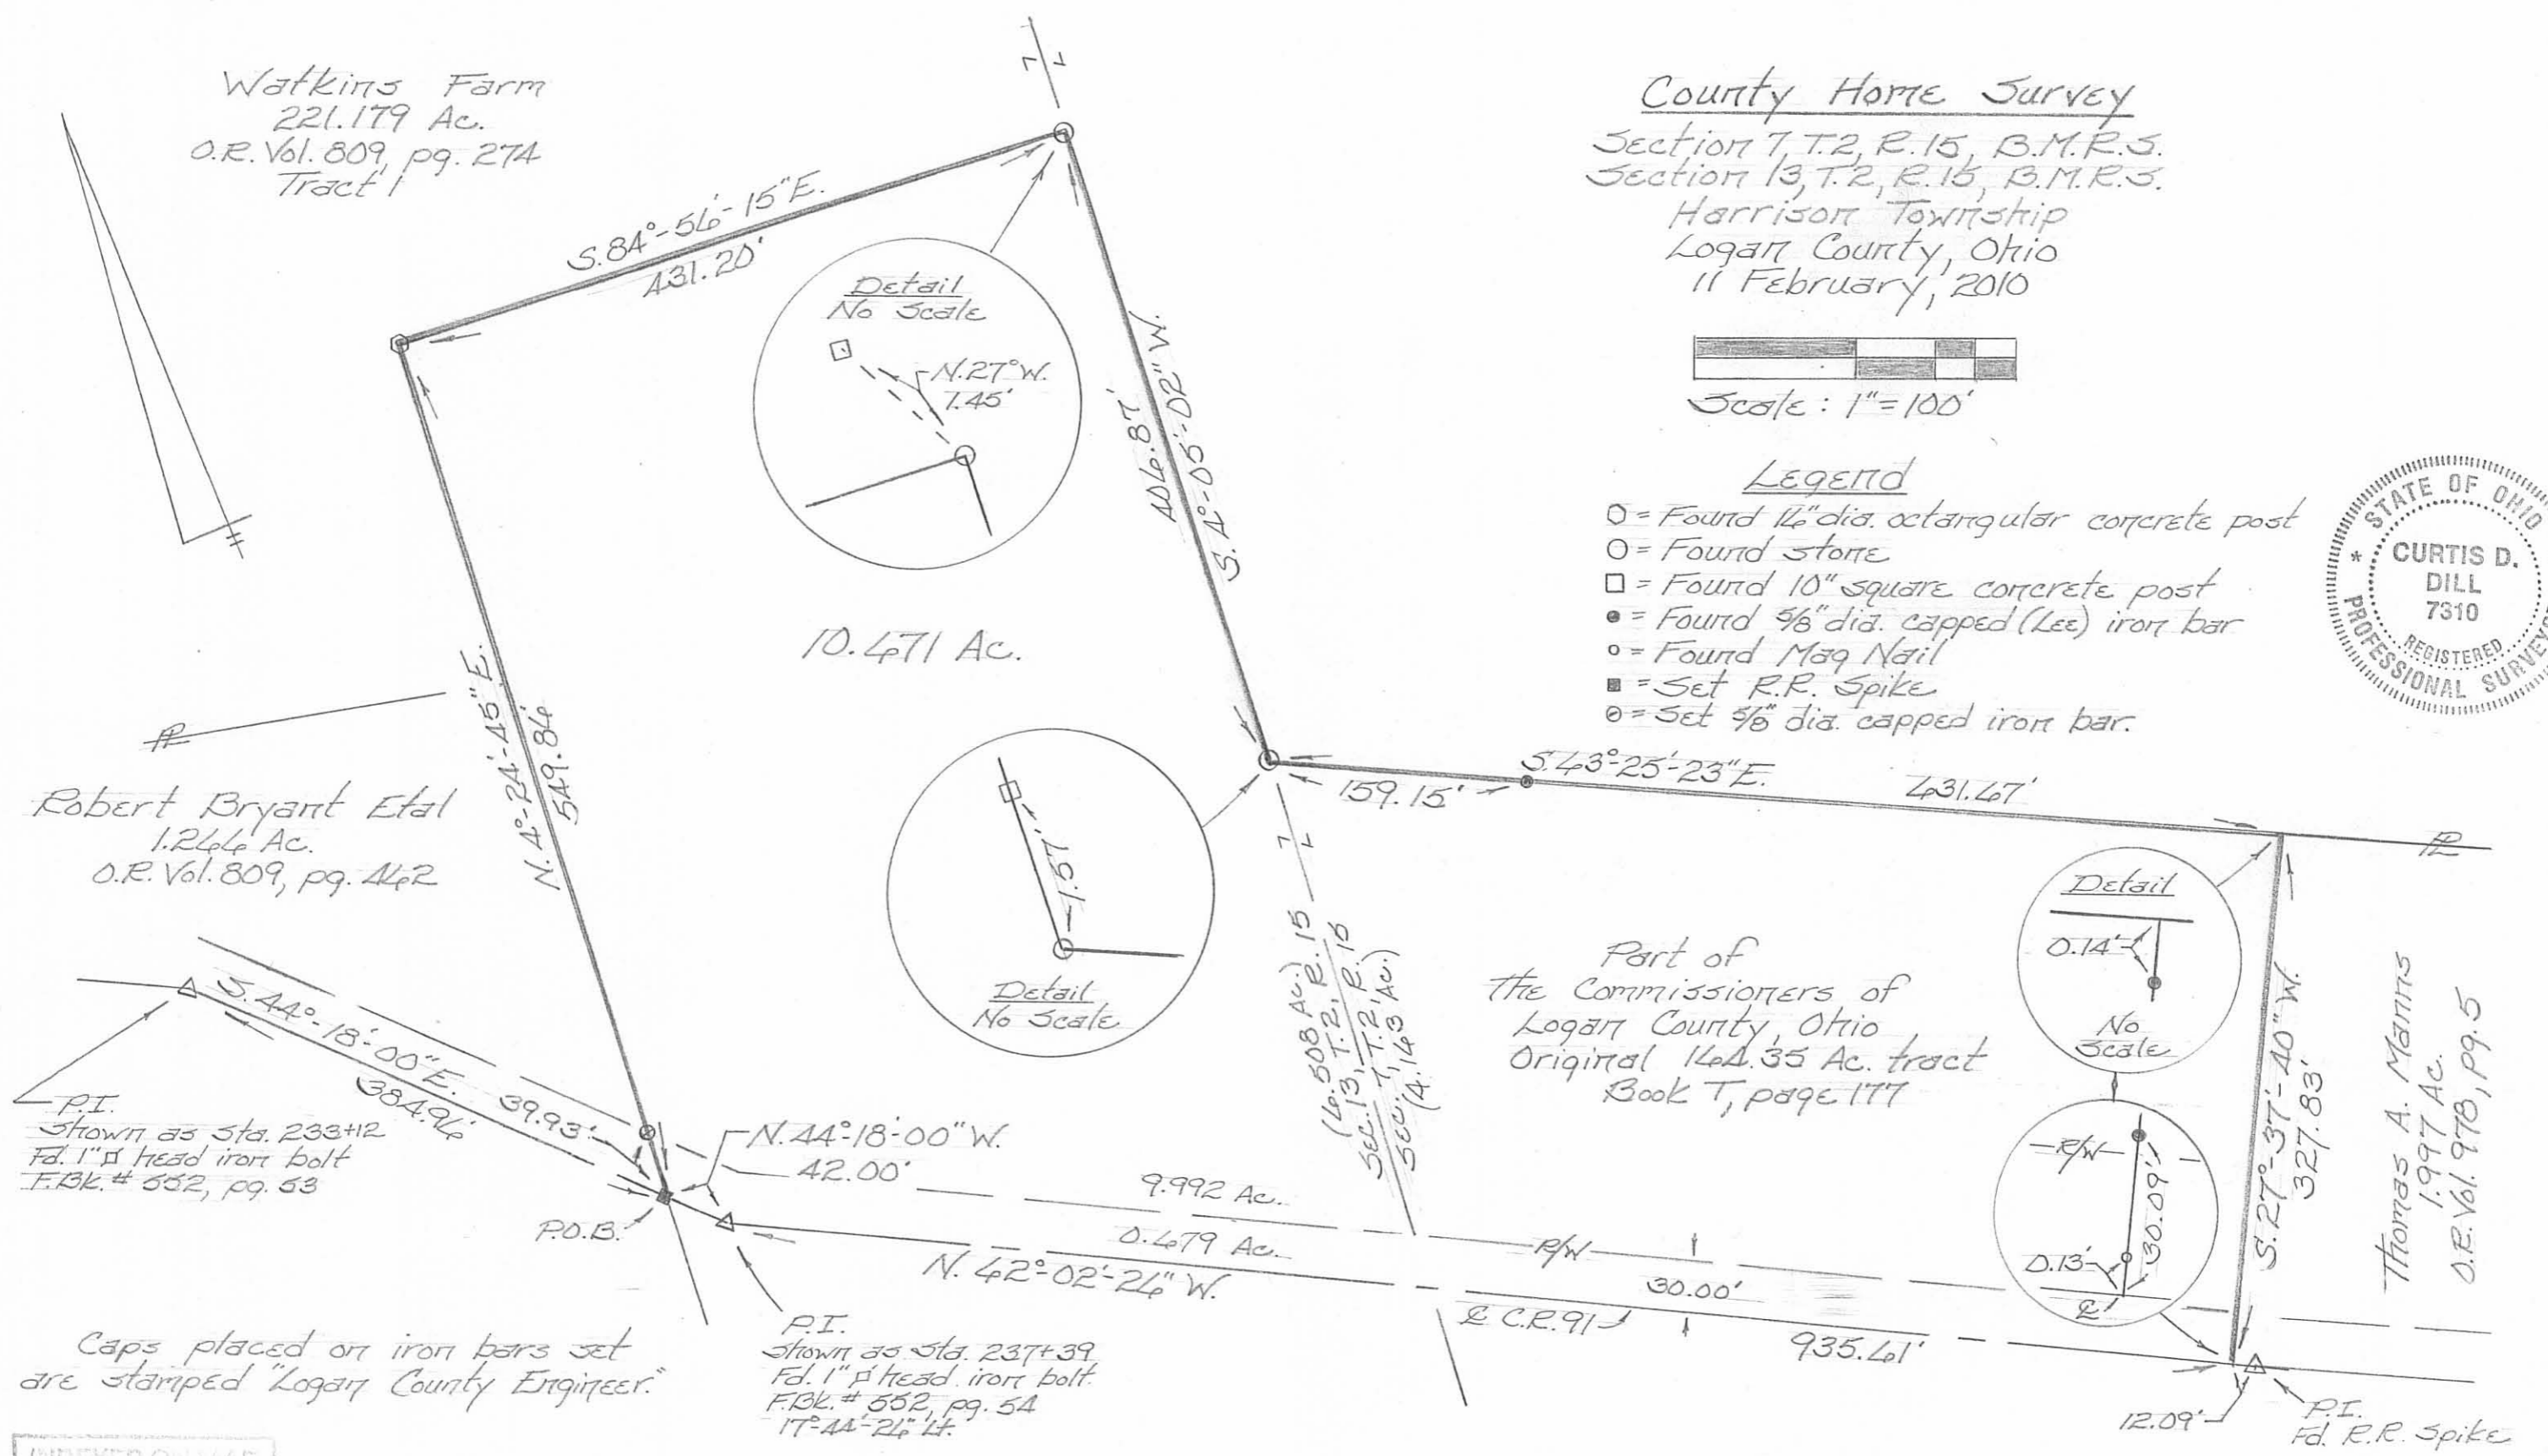 Watkins Farm
221.179 Ac.
O.R. Vol. 809, pg. 274
Tract 1
7
County Home Survey
Section 7, T.2, R.15, B.M.R.S.
Section 13, T.2, R.15, B.M.R.S.
Harrison Township
Logan County, Ohio
11 February, 2010
Scale: 1"=100'
S.84°-56'-15"E.
431.20'
Detail
No Scale
N.27°W.
1.45'
406.87'
S.4°-05'-02"W.
Legend
= Found 16" dia. octangular concrete post
= Found stone
= Found 10" square concrete post
= Found 5/8" dia. capped (Lee) iron bar
= Found Mag Nail
= Set R.R. Spike
= Set 5/8" dia. capped iron bar.
STATE OF OHIO
CURTIS D.
DILL
7310
REGISTERED
PROFESSIONAL SURVEYOR
10.671 Ac.
N.4°-24'-45"E.
549.86'
PL
Robert Bryant Etal
1.266 Ac.
O.R. Vol. 809, pg. 462
S.63°-25'-23"E.
631.67'
159.15'
PL
7
1.57'
Detail
No Scale
(6.508 Ac.)
Sec. 13, T.2, R.15
Sec. 7, T.2, R.15
(4.163 Ac.)
Part of
The Commissioners of
Logan County, Ohio
Original 164.35 Ac. tract
Book T, page 177
Detail
0.14'
No
Scale
R/W
30.09'
0.13'
℄
S.27°-37'-40"W.
327.83'
Thomas A. Manns
1.997 Ac.
O.R. Vol. 978, pg. 5
S.44°-18'-00"E.
384.96'
39.93'
P.I.
Shown as Sta. 233+12
Fd. 1" head iron bolt
F.Bk.# 552, pg. 53
N.44°-18'-00"W.
42.00'
P.O.B.
9.992 Ac.
0.679 Ac.
N.62°-02'-26"W.
R/W
30.00'
℄ C.R.91
935.61'
P.I.
Shown as Sta. 237+39
Fd. 1" head iron bolt
F.Bk.# 552, pg. 54
17°-44'-26" Lt.
12.09'
P.I.
Fd. R.R. Spike
Caps placed on iron bars set
are stamped "Logan County Engineer."